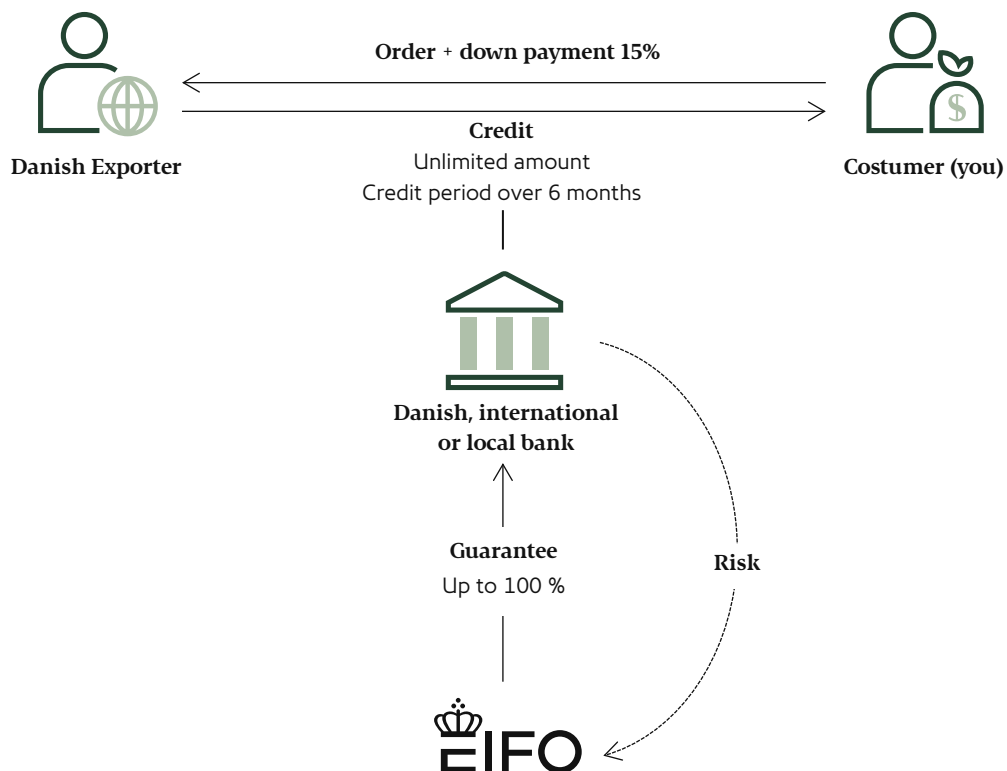 Order + down payment 15%
Danish Exporter
Costumer (you)
Credit
Unlimited amount
Credit period over 6 months
$
Danish, international
or local bank
Guarantee
Up to 100 %
Risk
EIFO